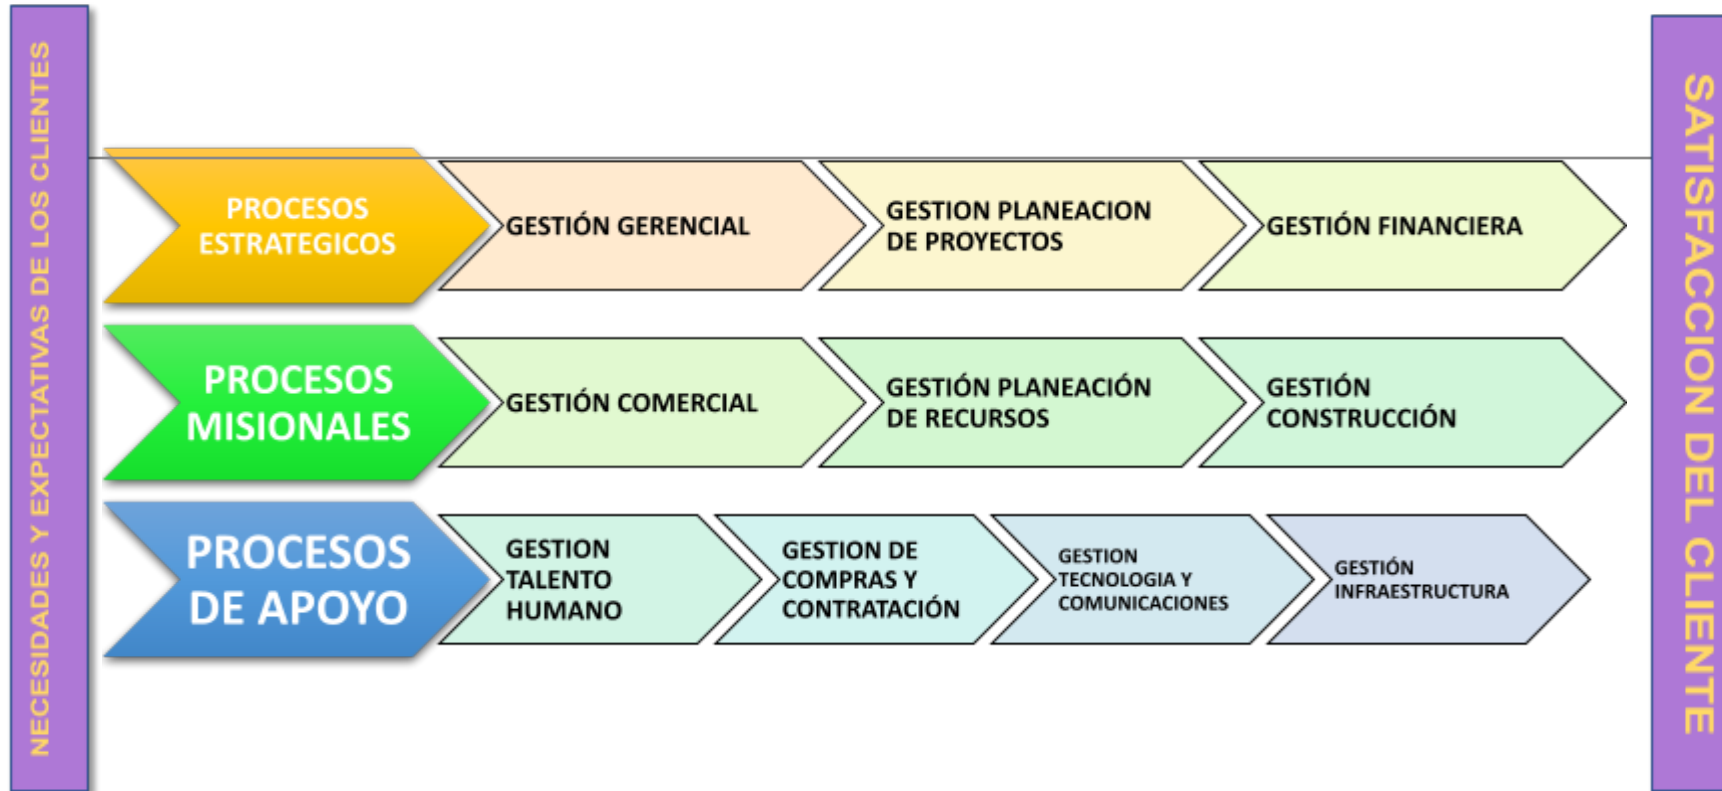 NECESIDADES Y EXPECTATIVAS DE LOS CLIENTES
PROCESOS
ESTRATEGICOS
GESTIÓN GERENCIAL
GESTION PLANEACION
DE PROYECTOS
GESTIÓN FINANCIERA
PROCESOS
MISIONALES
GESTIÓN COMERCIAL
GESTIÓN PLANEACIÓN
DE RECURSOS
GESTIÓN
CONSTRUCCIÓN
PROCESOS
DE APOYO
GESTION
TALENTO
HUMANO
GESTION DE
COMPRAS Y
CONTRATACIÓN
GESTION
TECNOLOGIA Y
COMUNICACIONES
GESTIÓN
INFRAESTRUCTURA
SATISFACCION DEL CLIENTE